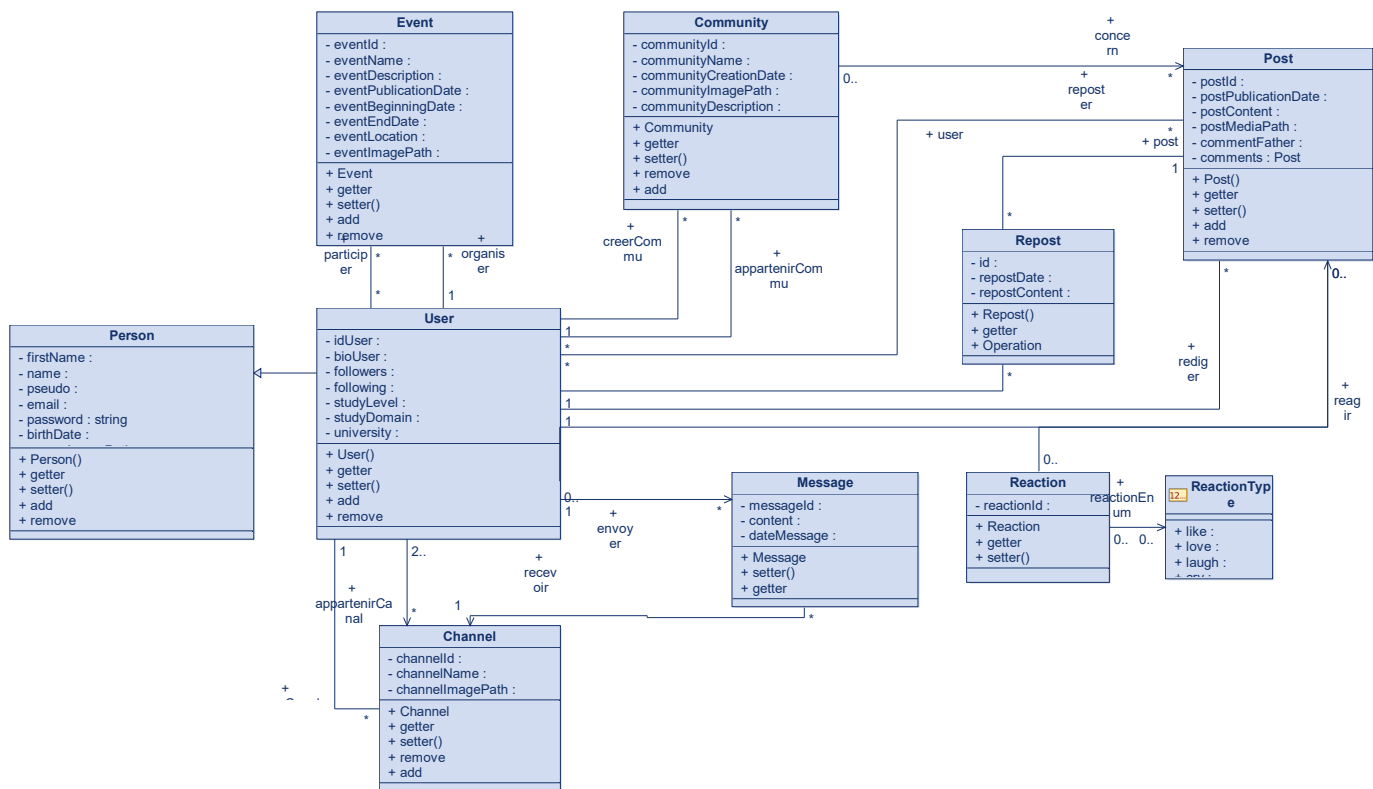 Event
- eventId :
- eventName :
- eventDescription :
- eventPublicationDate :
- eventBeginningDate :
- eventEndDate :
- eventLocation :
- eventImagePath :
+ Event
+ getter
+ setter()
+ add
+ remove
Community
- communityId :
- communityName :
- communityCreationDate :
- communityImagePath :
- communityDescription :
+ Community
+ getter
+ setter()
+ remove
+ add
+
conce
rn
0..
*
+
repost
er
*
+ user
+ post
1
Post
- postId :
- postPublicationDate :
- postContent :
- postMediaPath :
- commentFather :
- comments : Post
+ Post()
+ getter
+ setter()
+ add
+ remove
+
particip
er
*
*
+
organis
er
*
1
+
creerCom
mu
*
*
+
appartenirCom
mu
*
Repost
- id :
- repostDate :
- repostContent :
+ Repost()
+ getter
+ Operation
*
*
0..
+
redig
er
+
reag
ir
Person
- firstName :
- name :
- pseudo :
- email :
- password : string
- birthDate :
+ Person()
+ getter
+ setter()
+ add
+ remove
User
- idUser :
- bioUser :
- followers :
- following :
- studyLevel :
- studyDomain :
- university :
+ User()
+ getter
+ setter()
+ add
+ remove
1
*
*
1
1
0..
1
+
envoy
er
*
Message
- messageId :
- content :
- dateMessage :
+ Message
+ setter()
+ getter
*
0..
Reaction
- reactionId :
+ Reaction
+ getter
+ setter()
+
reactionEn
um
0..
0..
12...
ReactionTyp
e
+ like :
+ love :
+ laugh :
1
+
appartenirCa
nal
2..
*
+
recev
oir
1
+
*
Channel
- channelId :
- channelName :
- channelImagePath :
+ Channel
+ getter
+ setter()
+ remove
+ add